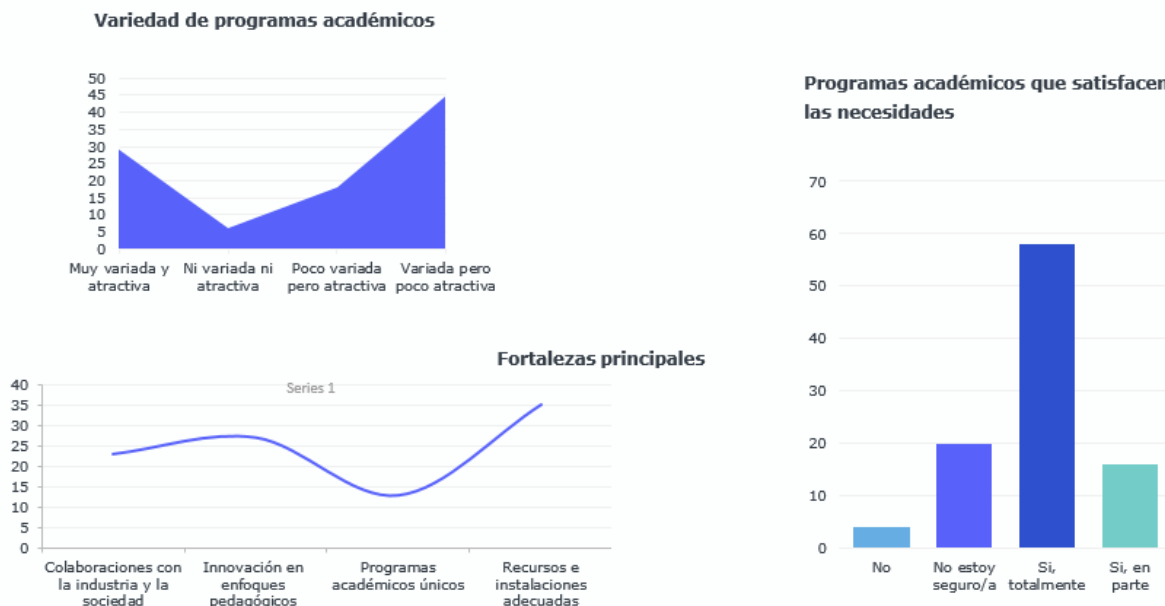 Variedad de programas académicos
50
45
40
35
30
25
20
15
10
5
0
Muy variada y
atractiva
Ni variada ni
atractiva
Poco variada
pero atractiva
Variada pero
poco atractiva
Fortalezas principales
Series 1
40
35
30
25
20
15
10
5
0
Colaboraciones con
la industria y la
sociedad
Innovación en
enfoques
pedagógicos
Programas
académicos únicos
Recursos e
instalaciones
adecuadas
Programas académicos que satisfacen
las necesidades
70
60
50
40
30
20
10
0
No
No estoy
seguro/a
Si,
totalmente
Si, en
parte